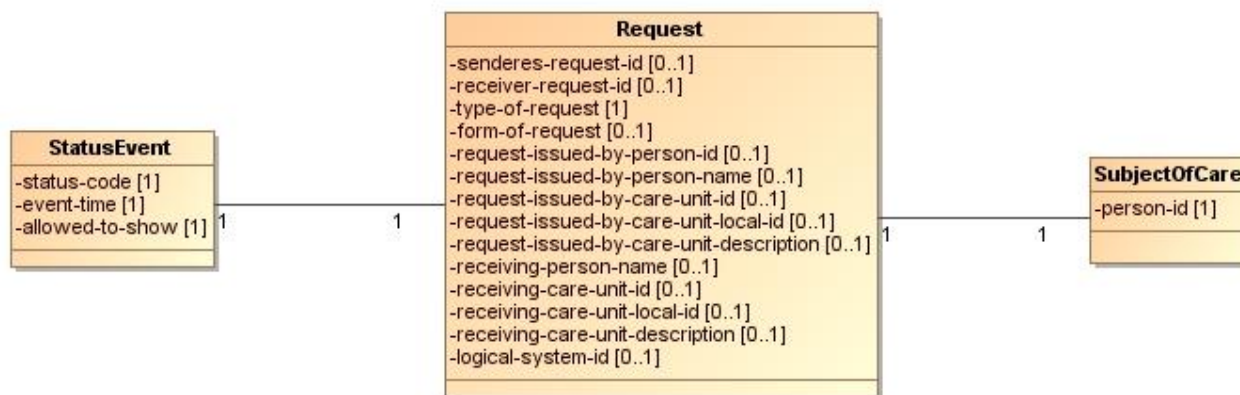 StatusEvent
-status-code [1]
-event-time [1]
-allowed-to-show [1]
1
1
Request
-senderes-request-id [0..1]
-receiver-request-id [0..1]
-type-of-request [1]
-form-of-request [0..1]
-request-issued-by-person-id [0..1]
-request-issued-by-person-name [0..1]
-request-issued-by-care-unit-id [0..1]
-request-issued-by-care-unit-local-id [0..1]
-request-issued-by-care-unit-description [0..1]
-receiving-person-name [0..1]
-receiving-care-unit-id [0..1]
-receiving-care-unit-local-id [0..1]
-receiving-care-unit-description [0..1]
-logical-system-id [0..1]
1
1
SubjectOfCare
-person-id [1]